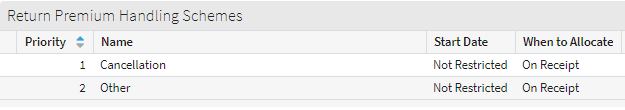 Return Premium Handling Schemes
Priority Name Start Date When to Allocate
1 Cancellation Not Restricted On Receipt
2 Other Not Restricted On Receipt